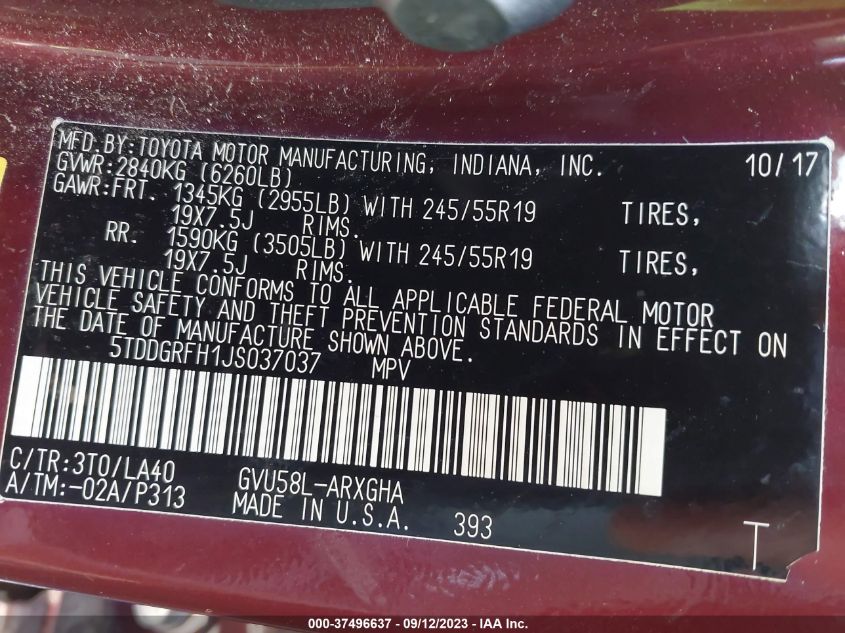 MFD.BY:TOYOTA MOTOR MANUFACTURING, INDIANA, INC. 10/17
GVWR:2840KG (6260LB)
GAWR:FRT. 1345KG (2955LB) WITH 245/55R19 TIRES,
19X7.5J RIMS.
RR. 1590KG (3505LB) WITH 245/55R19 TIRES,
19X7.5J RIMS.
THIS VEHICLE CONFORMS TO ALL APPLICABLE FEDERAL MOTOR
VEHICLE SAFETY AND THEFT PREVENTION STANDARDS IN EFFECT ON
THE DATE OF MANUFACTURE SHOWN ABOVE.
5TDDGRFH1JS037037 MPV
C/TR:3T0/LA40 GVU58L-ARXGHA
A/TM:-02A/P313 MADE IN U.S.A. 393 T
000-37496637 - 09/12/2023 - IAA Inc.